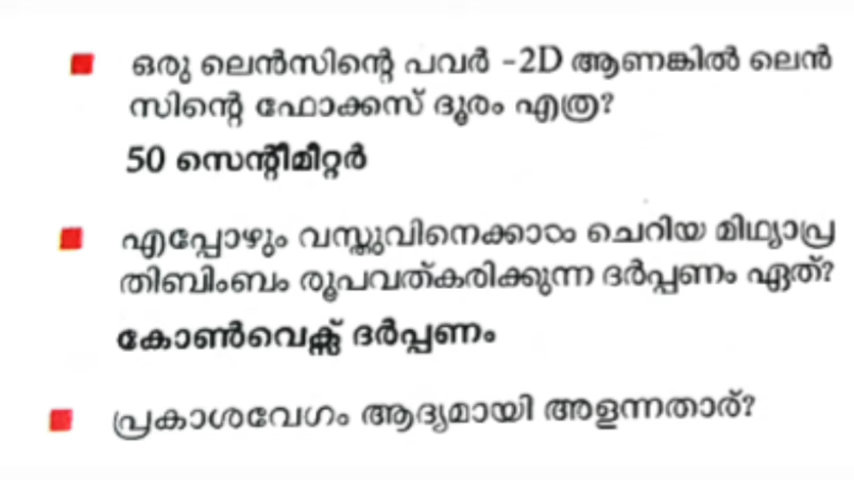 ഒരു ലെൻസിന്റെ പവർ -2D ആണങ്കിൽ ലെൻ
സിന്റെ ഫോക്കസ് ദൂരം എത്ര?
50 സെന്റീമീറ്റർ
എപ്പോഴും വസ്തുവിനെക്കാഠം ചെറിയ മിഥ്യാപ്ര
തിബിംബം രൂപവത്കരിക്കുന്ന ദർപ്പണം ഏത്?
കോൺവെക്സ് ദർപ്പണം
പ്രകാശവേഗം ആദ്യമായി അളന്നതാര്?